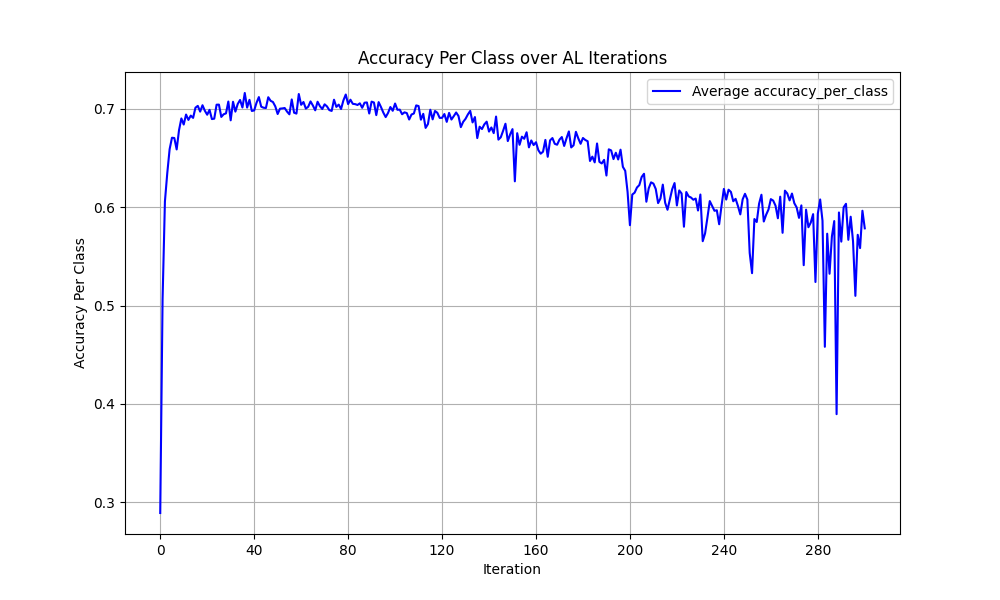 Accuracy Per Class over AL Iterations
Average accuracy_per_class
Accuracy Per Class
0.7
0.6
0.5
0.4
0.3
0 40 80 120 160 200 240 280
Iteration